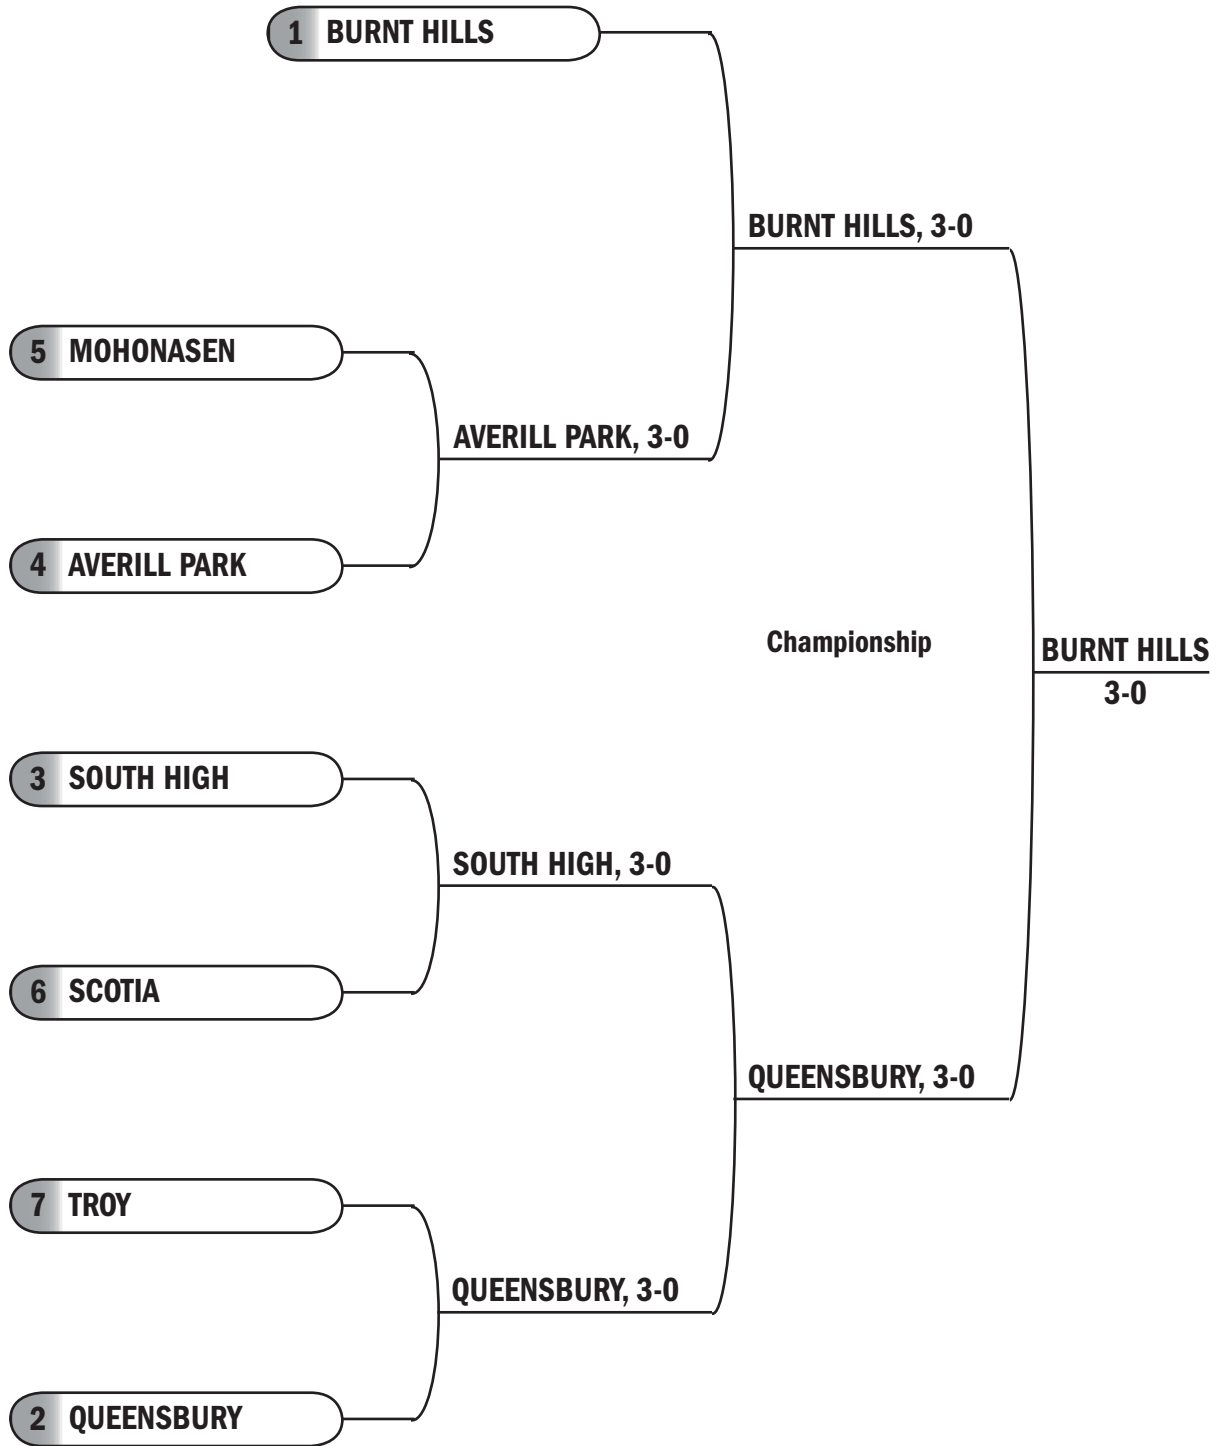 1 BURNT HILLS
BURNT HILLS, 3-0
5 MOHONASEN
AVERILL PARK, 3-0
4 AVERILL PARK
Championship
BURNT HILLS
3-0
3 SOUTH HIGH
SOUTH HIGH, 3-0
6 SCOTIA
QUEENSBURY, 3-0
7 TROY
QUEENSBURY, 3-0
2 QUEENSBURY